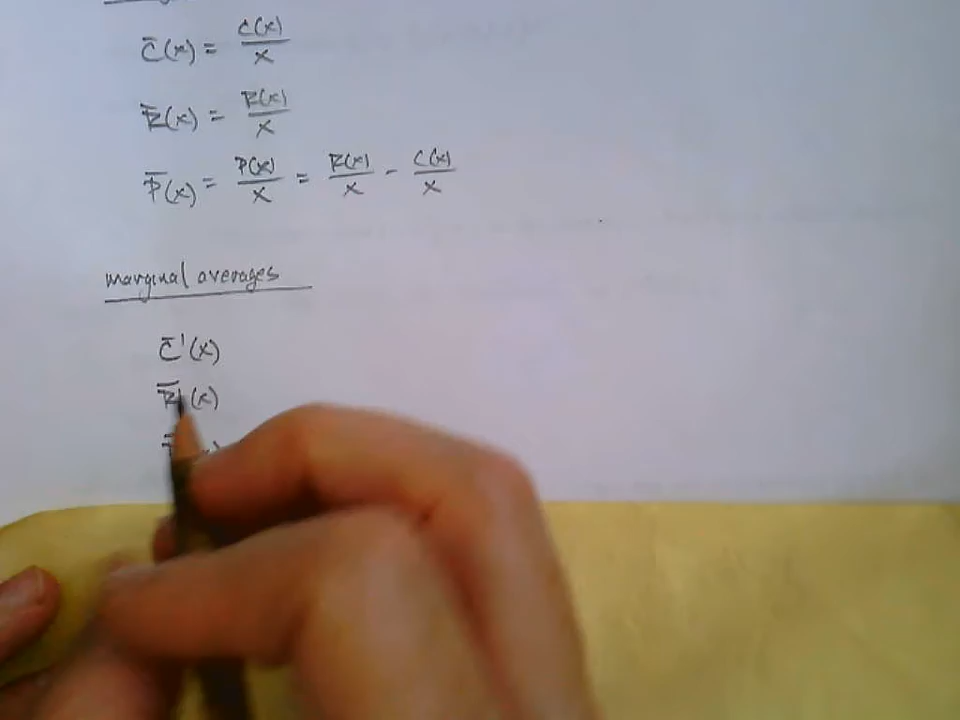 C̄(x) = C(x)/x
R̄(x) = R(x)/x
P̄(x) = P(x)/x = R(x)/x - C(x)/x
marginal averages
C̄'(x)
R̄'(x)